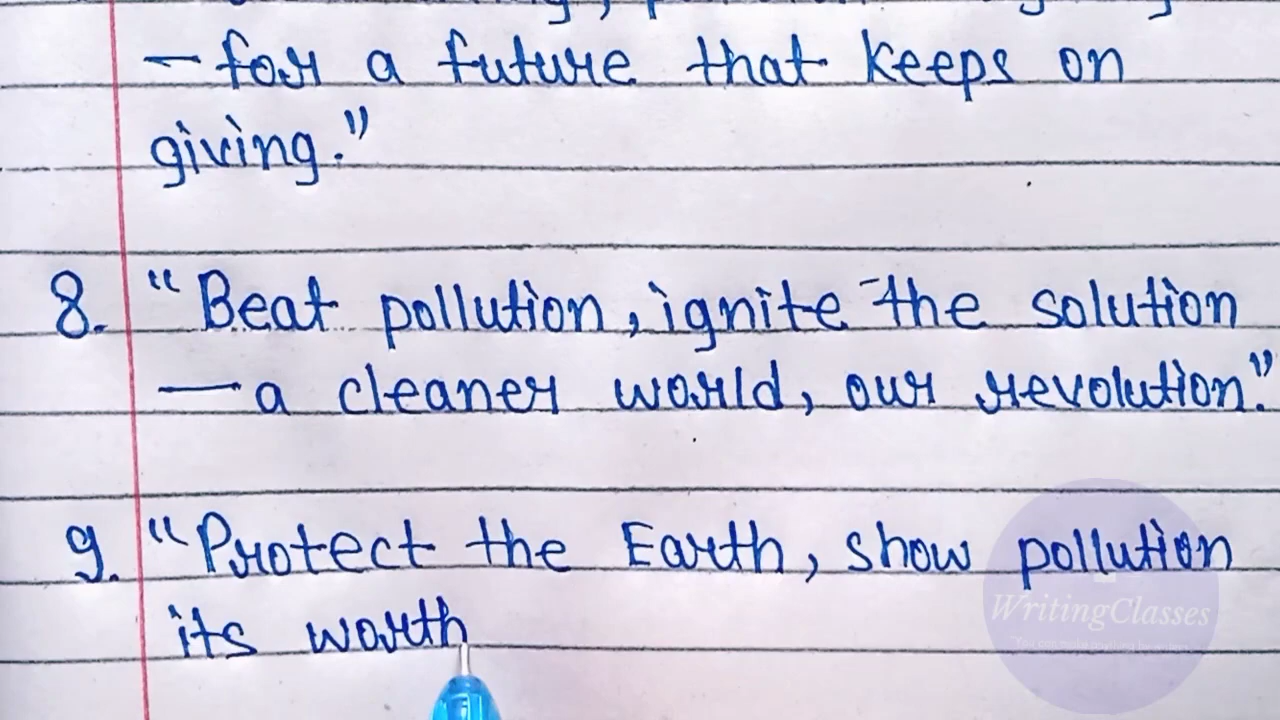 — for a future that keeps on
giving."
8. "Beat pollution, ignite the solution
— a cleaner world, our revolution."
9. "Protect the Earth, show pollution
its worth
WritingClasses